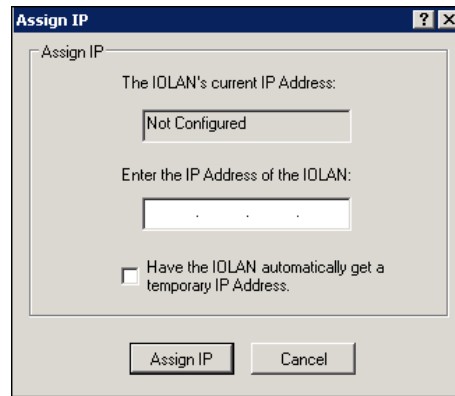 Assign IP
Assign IP
The IOLAN's current IP Address:
Not Configured
Enter the IP Address of the IOLAN:
. . .
Have the IOLAN automatically get a
temporary IP Address.
Assign IP Cancel